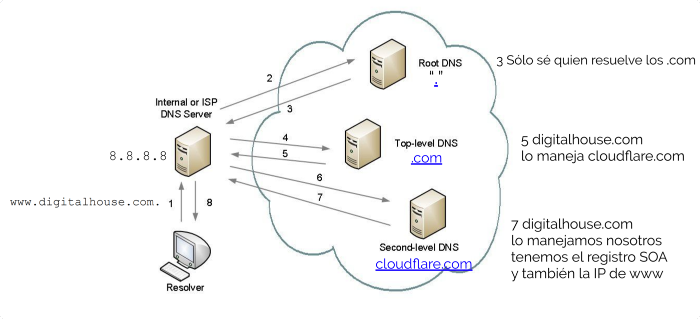 Root DNS
"."
3 Sólo sé quien resuelve los .com
2
3
Internal or ISP
DNS Server
8.8.8.8
4
5
Top-level DNS
.com
5 digitalhouse.com
lo maneja cloudflare.com
6
7
www.digitalhouse.com.
1
8
Second-level DNS
cloudflare.com
7 digitalhouse.com
lo manejamos nosotros
tenemos el registro SOA
y también la IP de www
Resolver